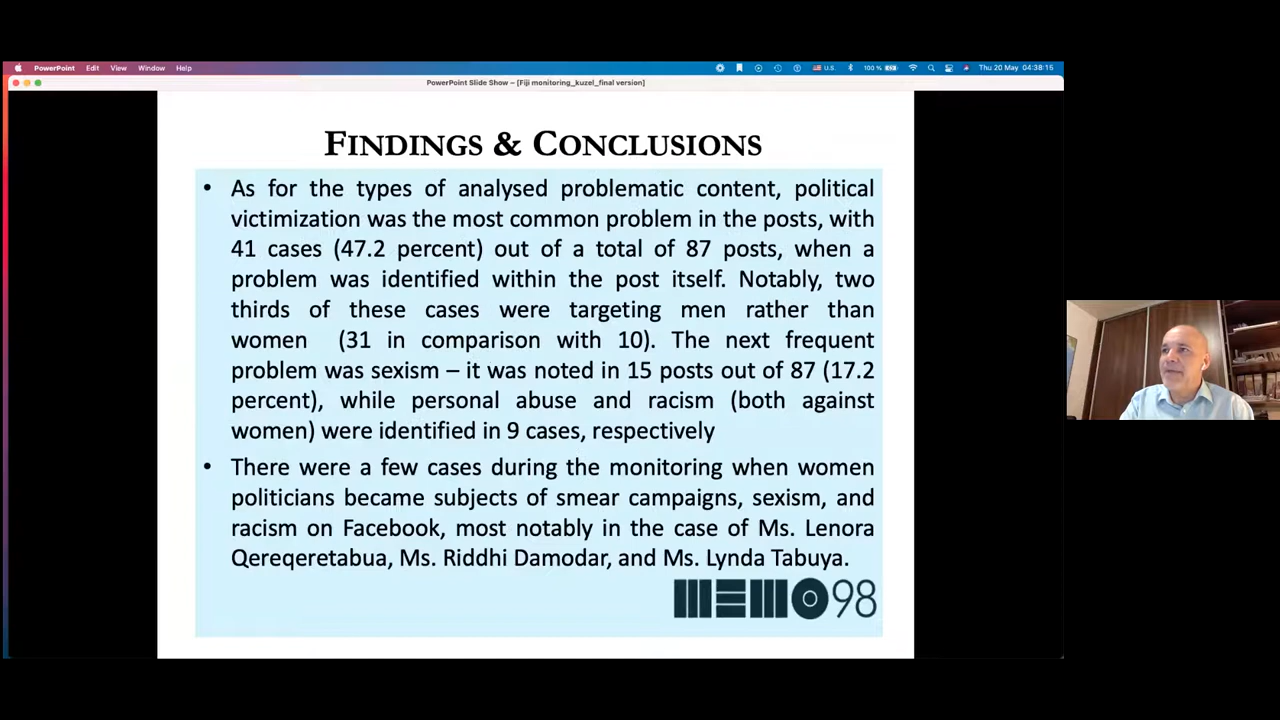 PowerPoint Edit View Window Help U.S. 100 % Thu 20 May 04:38:15
PowerPoint Slide Show – [Fiji monitoring_kuzel_final version]
FINDINGS & CONCLUSIONS
• As for the types of analysed problematic content, political
victimization was the most common problem in the posts, with
41 cases (47.2 percent) out of a total of 87 posts, when a
problem was identified within the post itself. Notably, two
thirds of these cases were targeting men rather than
women (31 in comparison with 10). The next frequent
problem was sexism – it was noted in 15 posts out of 87 (17.2
percent), while personal abuse and racism (both against
women) were identified in 9 cases, respectively
• There were a few cases during the monitoring when women
politicians became subjects of smear campaigns, sexism, and
racism on Facebook, most notably in the case of Ms. Lenora
Qereqeretabua, Ms. Riddhi Damodar, and Ms. Lynda Tabuya.
MEMO98